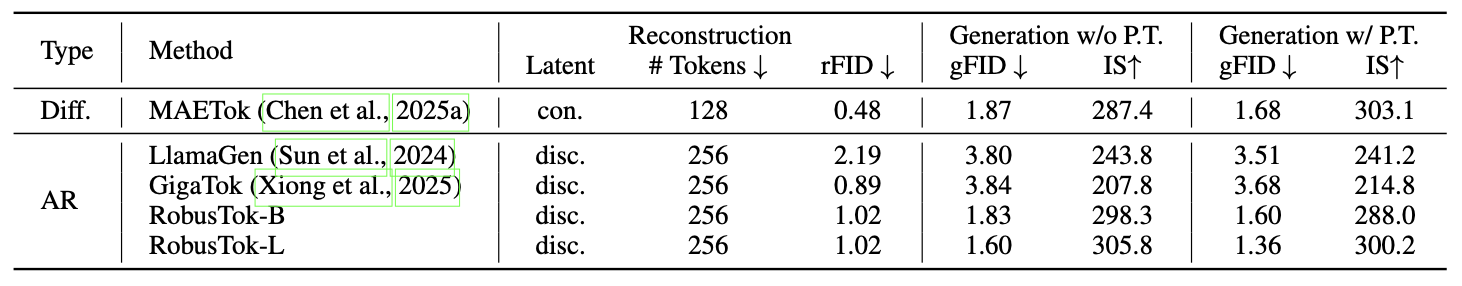 Type Method Reconstruction Generation w/o P.T. Generation w/ P.T.
Latent # Tokens ↓ rFID ↓ gFID ↓ IS↑ gFID ↓ IS↑
Diff. MAETok (Chen et al., 2025a) con. 128 0.48 1.87 287.4 1.68 303.1
AR LlamaGen (Sun et al., 2024) disc. 256 2.19 3.80 243.8 3.51 241.2
GigaTok (Xiong et al., 2025) disc. 256 0.89 3.84 207.8 3.68 214.8
RobusTok-B disc. 256 1.02 1.83 298.3 1.60 288.0
RobusTok-L disc. 256 1.02 1.60 305.8 1.36 300.2